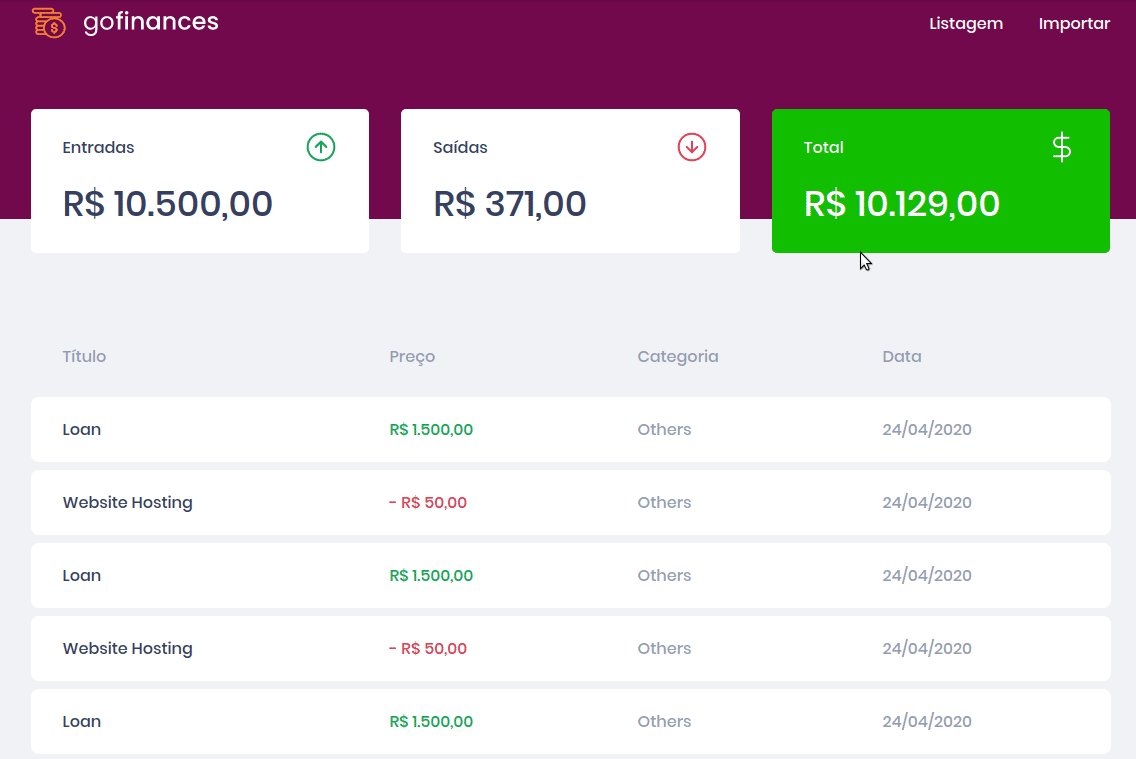 gofinances Listagem Importar
Entradas Saídas Total $
R$ 10.500,00 R$ 371,00 R$ 10.129,00
Título Preço Categoria Data
Loan R$ 1.500,00 Others 24/04/2020
Website Hosting - R$ 50,00 Others 24/04/2020
Loan R$ 1.500,00 Others 24/04/2020
Website Hosting - R$ 50,00 Others 24/04/2020
Loan R$ 1.500,00 Others 24/04/2020